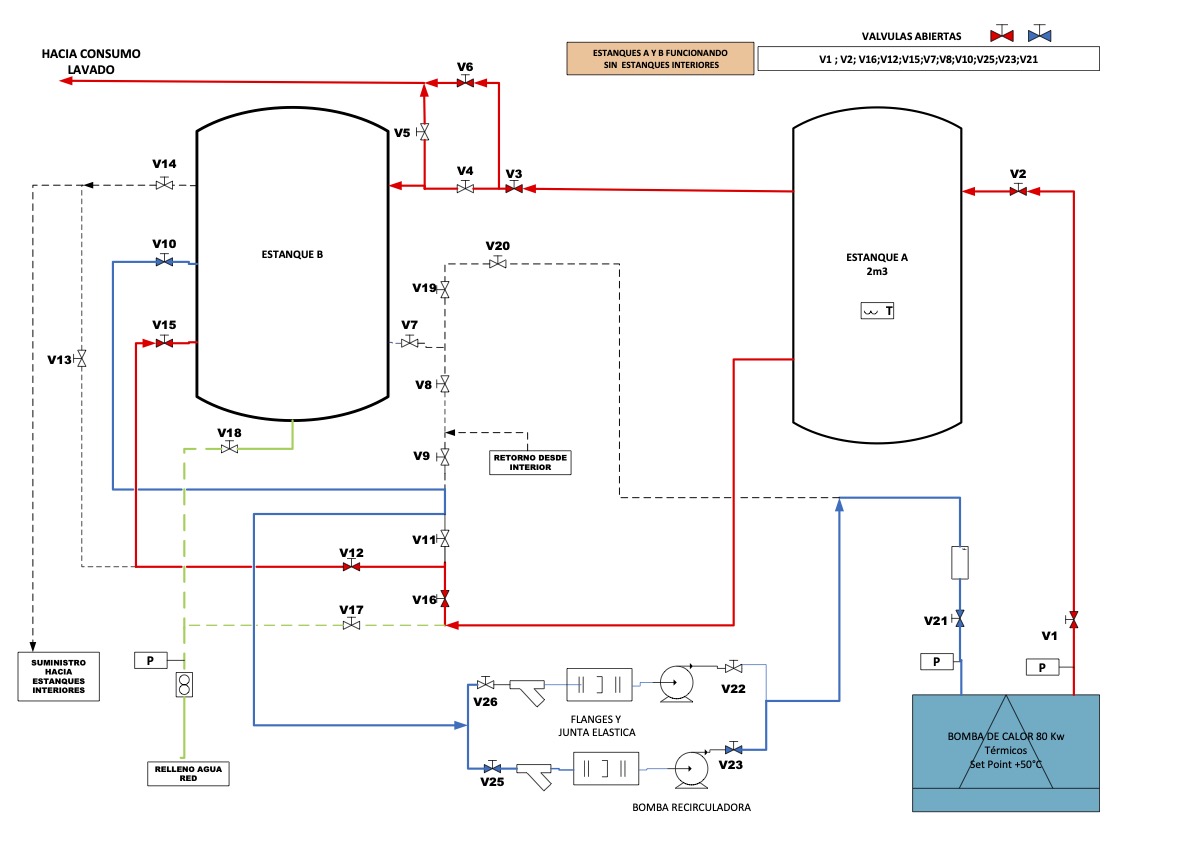 HACIA CONSUMO
LAVADO
ESTANQUES A Y B FUNCIONANDO
SIN ESTANQUES INTERIORES
VALVULAS ABIERTAS
V1 ; V2; V16;V12;V15;V7;V8;V10;V25;V23;V21
V6
V5
V14
V4
V3
V2
V10
ESTANQUE B
V20
ESTANQUE A
2m3
V19
T
V15
V7
V13
V8
V18
V9
RETORNO DESDE
INTERIOR
V11
V12
V16
V17
V21
V1
SUMINISTRO
HACIA
ESTANQUES
INTERIORES
P
P
P
V26
V22
FLANGES Y
JUNTA ELASTICA
BOMBA DE CALOR 80 Kw
Térmicos
Set Point +50°C
RELLENO AGUA
RED
V25
V23
BOMBA RECIRCULADORA